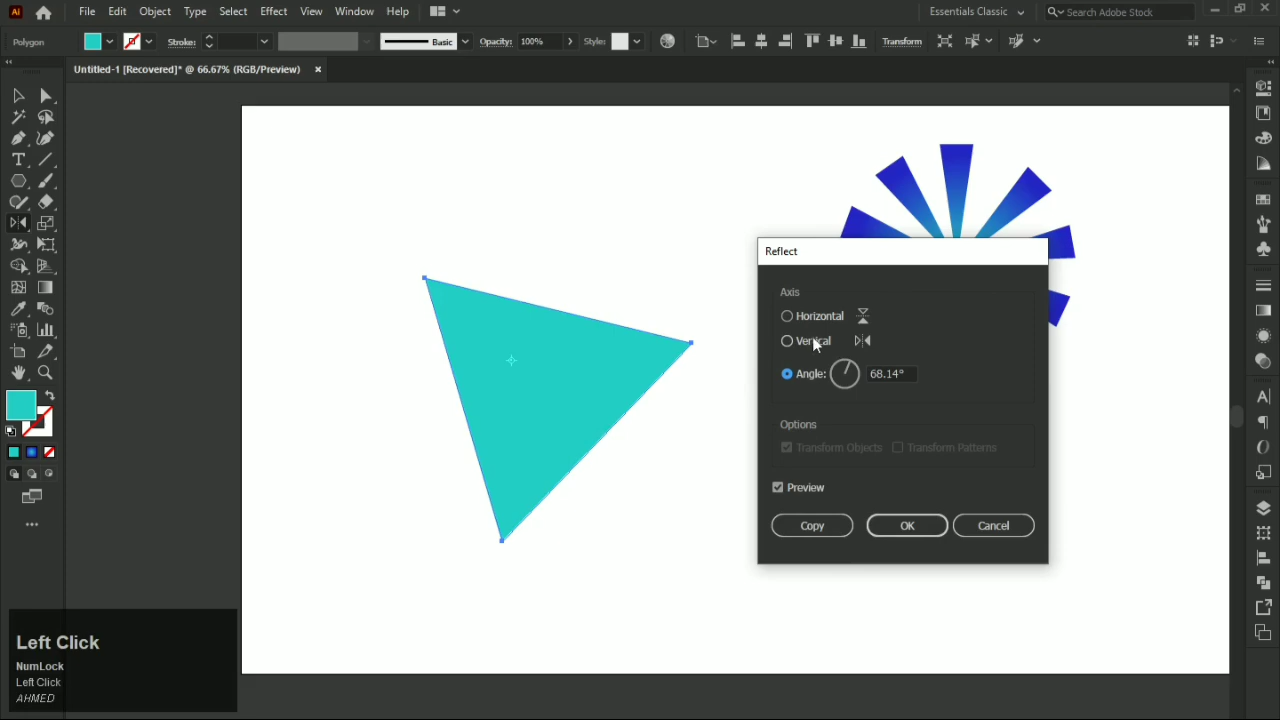 Ai File Edit Object Type Select Effect View Window Help Essentials Classic Search Adobe Stock
Polygon Stroke: Basic Opacity: 100% Style: Transform
Untitled-1 [Recovered]* @ 66.67% (RGB/Preview) ×
Reflect
Axis
Horizontal
Vertical
Angle: 68.14°
Options
Transform Objects Transform Patterns
Preview
Copy OK Cancel
Left Click
NumLock
Left Click
AHMED